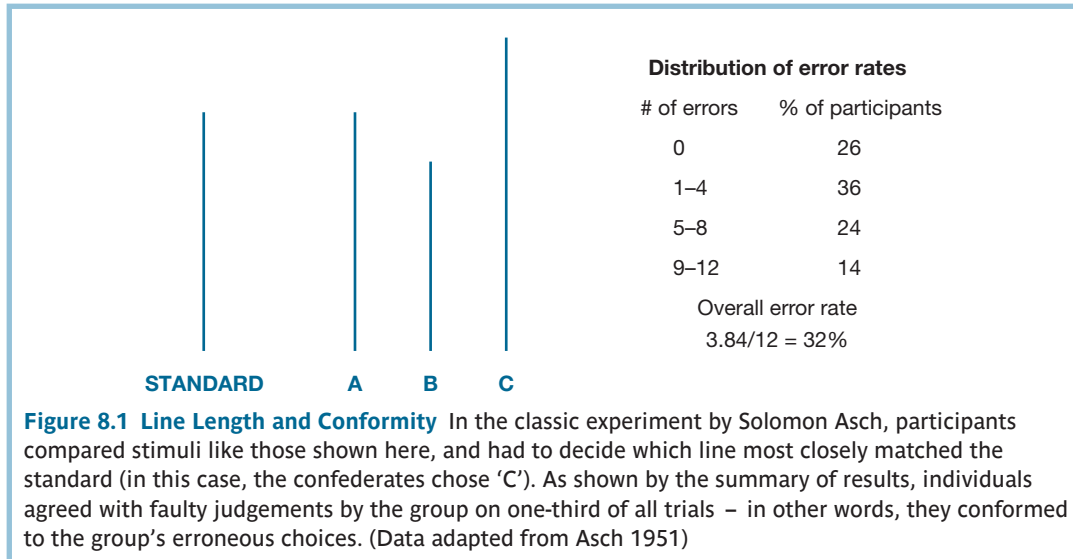 Distribution of error rates
# of errors % of participants
0 26
1–4 36
5–8 24
9–12 14
Overall error rate
3.84/12 = 32%
STANDARD A B C
Figure 8.1 Line Length and Conformity In the classic experiment by Solomon Asch, participants
compared stimuli like those shown here, and had to decide which line most closely matched the
standard (in this case, the confederates chose ‘C’). As shown by the summary of results, individuals
agreed with faulty judgements by the group on one-third of all trials – in other words, they conformed
to the group’s erroneous choices. (Data adapted from Asch 1951)